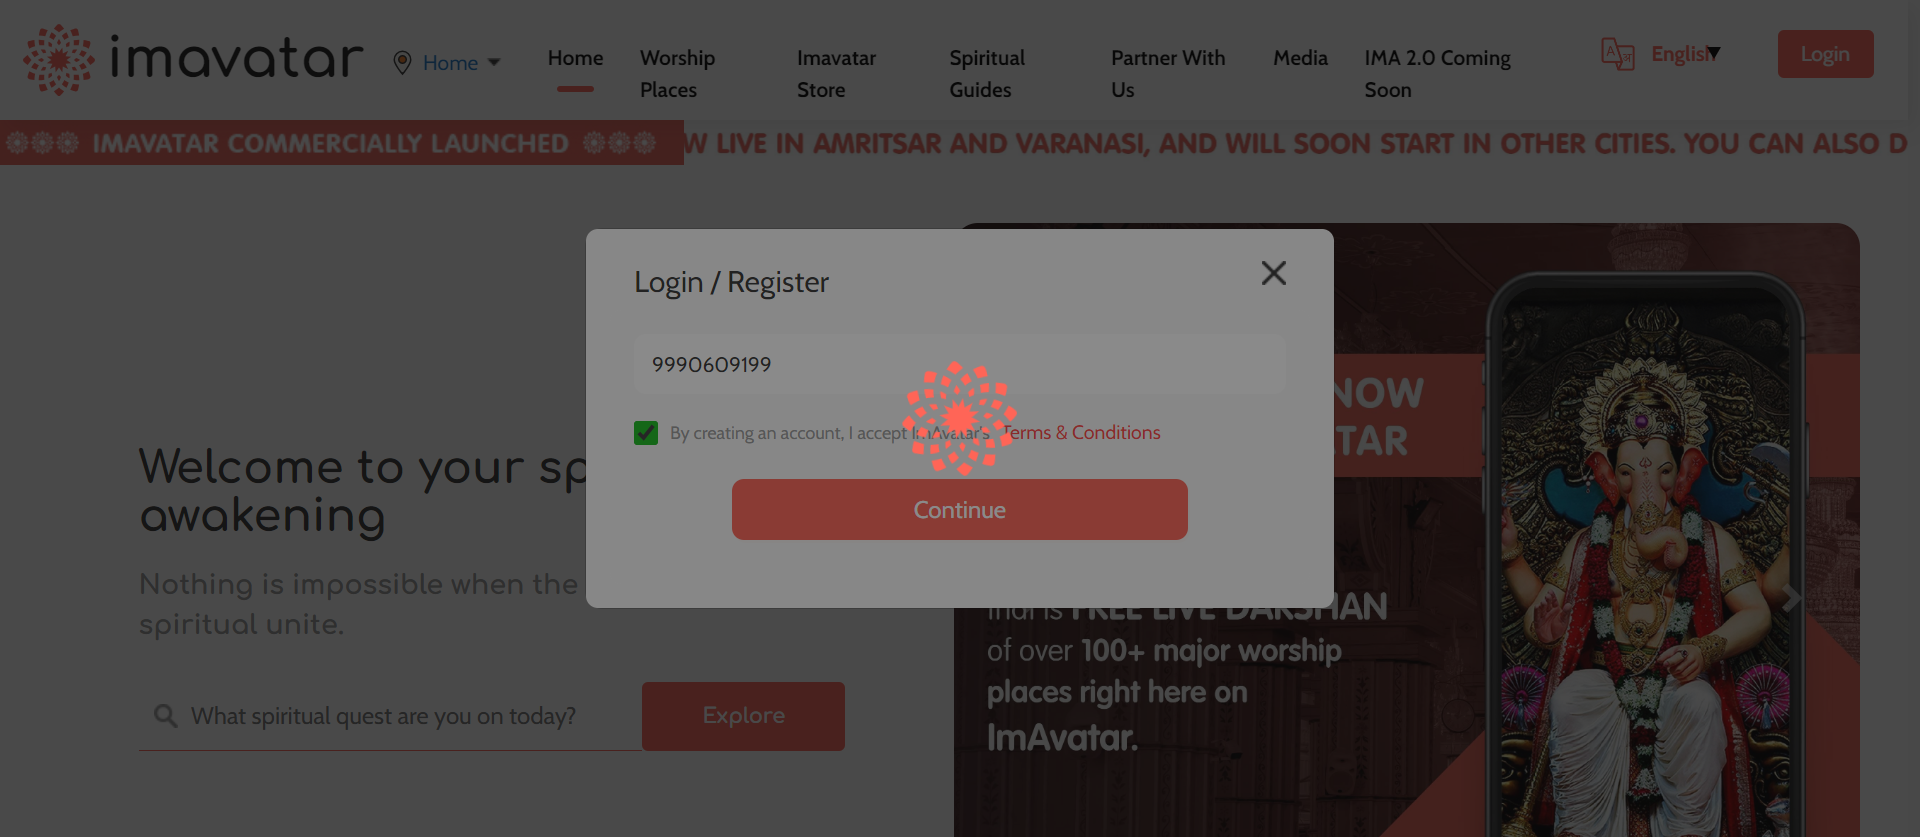 imavatar
Home
Home
Worship Places
Imavatar Store
Spiritual Guides
Partner With Us
Media
IMA 2.0 Coming Soon
English
Login
IMAVATAR COMMERCIALLY LAUNCHED
LIVE IN AMRITSAR AND VARANASI, AND WILL SOON START IN OTHER CITIES. YOU CAN ALSO
Login / Register
9990609199
By creating an account, I accept ImAvatar's Terms & Conditions
Continue
Welcome to your
awakening
Nothing is impossible when the
spiritual unite.
What spiritual quest are you on today?
Explore
NOW
that is FREE LIVE DARSHAN
of over 100+ major worship
places right here on
ImAvatar.